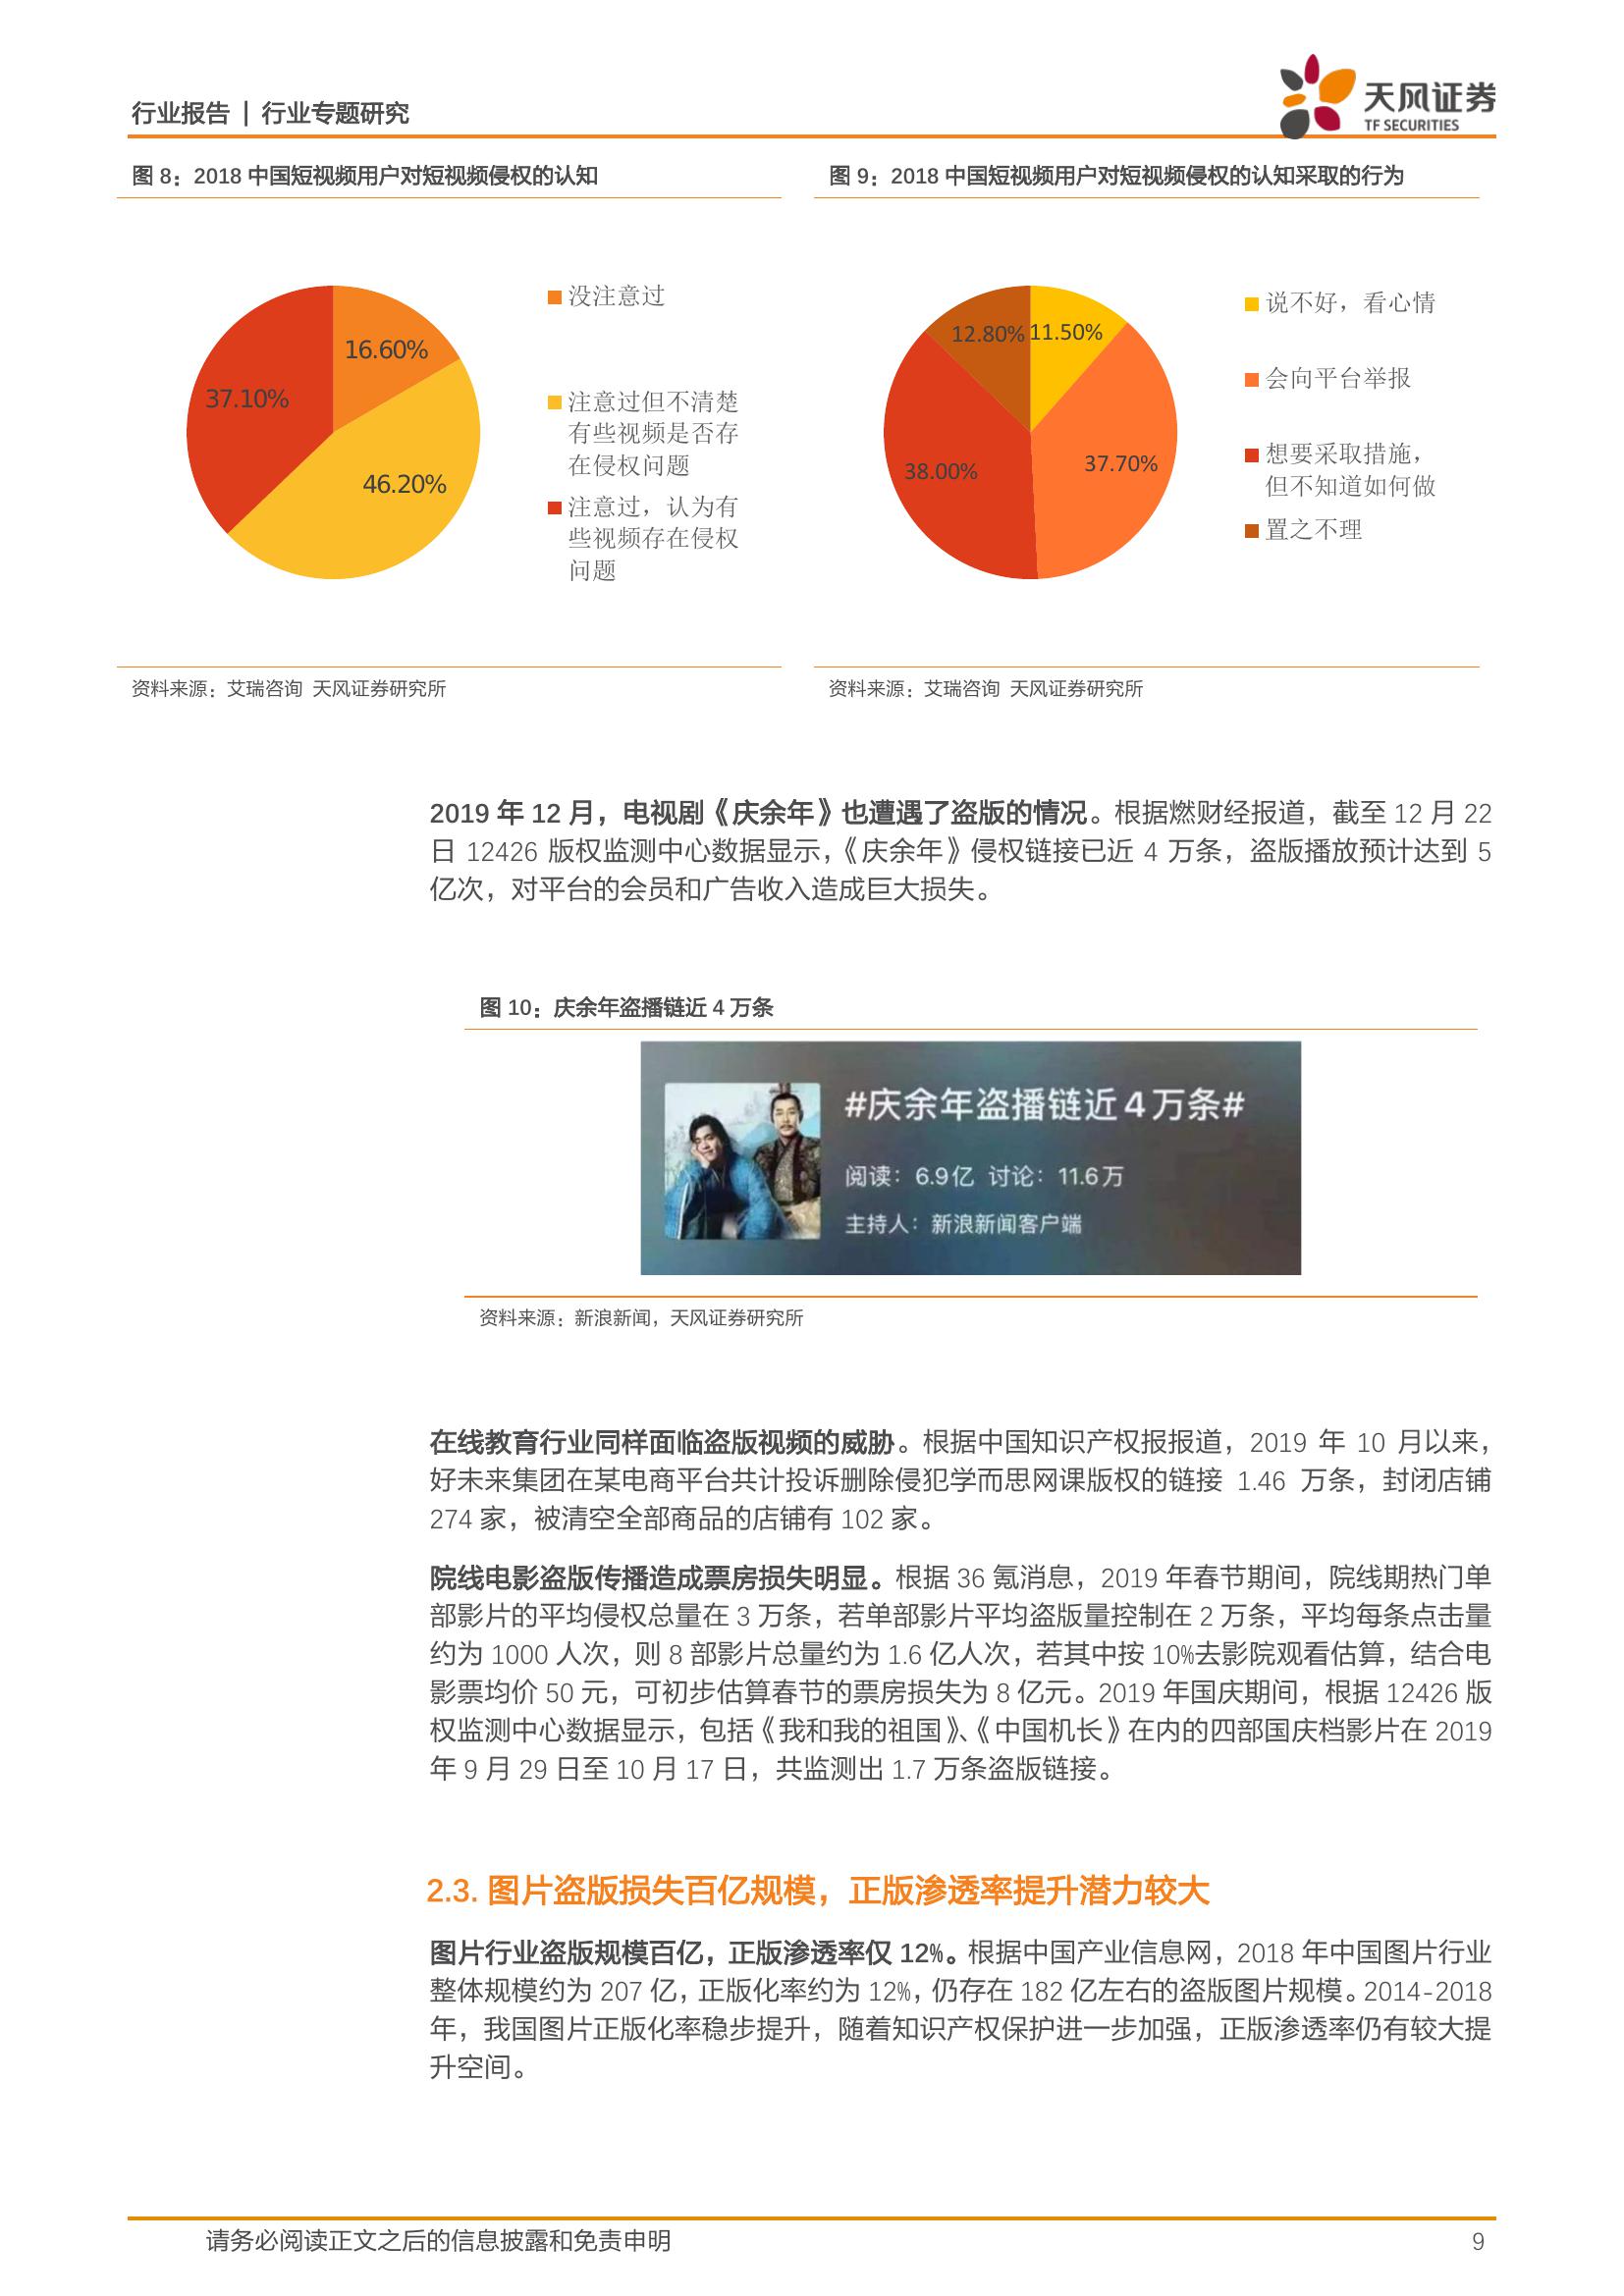 行业报告 | 行业专题研究
天风证券
TF SECURITIES
图 8：2018 中国短视频用户对短视频侵权的认知
16.60%
46.20%
37.10%
没注意过
注意过但不清楚
有些视频是否存
在侵权问题
注意过，认为有
些视频存在侵权
问题
资料来源：艾瑞咨询 天风证券研究所
图 9：2018 中国短视频用户对短视频侵权的认知采取的行为
12.80%
11.50%
37.70%
38.00%
说不好，看心情
会向平台举报
想要采取措施，
但不知道如何做
置之不理
资料来源：艾瑞咨询 天风证券研究所
2019 年 12 月，电视剧《庆余年》也遭遇了盗版的情况。根据燃财经报道，截至 12 月 22
日 12426 版权监测中心数据显示，《庆余年》侵权链接已近 4 万条，盗版播放预计达到 5
亿次，对平台的会员和广告收入造成巨大损失。
图 10：庆余年盗播链近 4 万条
#庆余年盗播链近4万条#
阅读：6.9亿 讨论：11.6万
主持人：新浪新闻客户端
资料来源：新浪新闻，天风证券研究所
在线教育行业同样面临盗版视频的威胁。根据中国知识产权报报道，2019 年 10 月以来，
好未来集团在某电商平台共计投诉删除侵犯学而思网课版权的链接 1.46 万条，封闭店铺
274 家，被清空全部商品的店铺有 102 家。
院线电影盗版传播造成票房损失明显。根据 36 氪消息，2019 年春节期间，院线期热门单
部影片的平均侵权总量在 3 万条，若单部影片平均盗版量控制在 2 万条，平均每条点击量
约为 1000 人次，则 8 部影片总量约为 1.6 亿人次，若其中按 10%去影院观看估算，结合电
影票均价 50 元，可初步估算春节的票房损失为 8 亿元。2019 年国庆期间，根据 12426 版
权监测中心数据显示，包括《我和我的祖国》、《中国机长》在内的四部国庆档影片在 2019
年 9 月 29 日至 10 月 17 日，共监测出 1.7 万条盗版链接。
2.3. 图片盗版损失百亿规模，正版渗透率提升潜力较大
图片行业盗版规模百亿，正版渗透率仅 12%。根据中国产业信息网，2018 年中国图片行业
整体规模约为 207 亿，正版化率约为 12%，仍存在 182 亿左右的盗版图片规模。2014-2018
年，我国图片正版化率稳步提升，随着知识产权保护进一步加强，正版渗透率仍有较大提
升空间。
请务必阅读正文之后的信息披露和免责申明
9